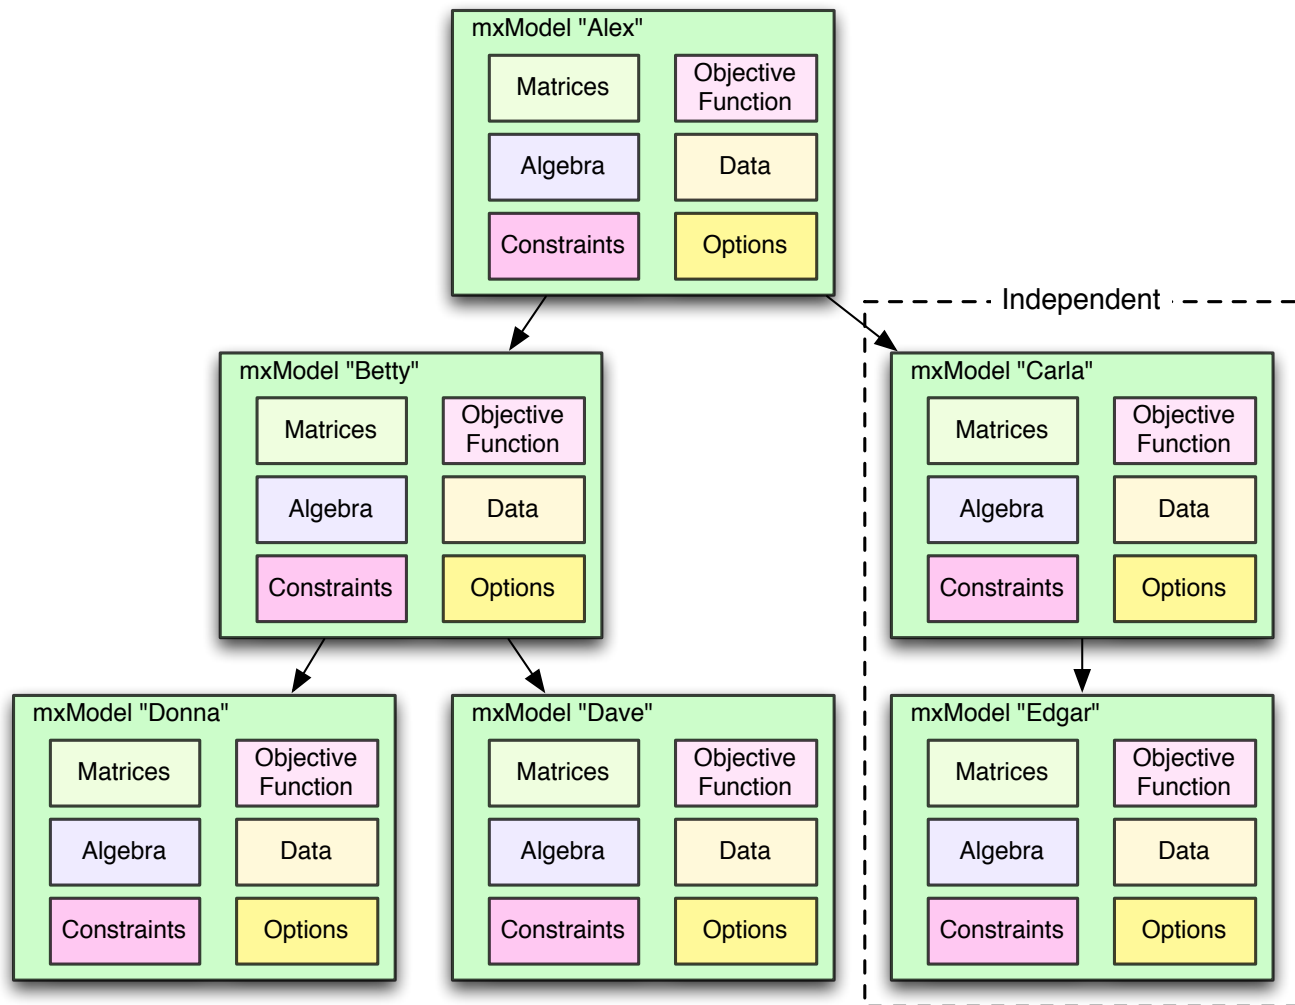 mxModel "Alex"
Matrices
Objective
Function
Algebra
Data
Constraints
Options
Independent
mxModel "Betty"
Matrices
Objective
Function
Algebra
Data
Constraints
Options
mxModel "Carla"
Matrices
Objective
Function
Algebra
Data
Constraints
Options
mxModel "Donna"
Matrices
Objective
Function
Algebra
Data
Constraints
Options
mxModel "Dave"
Matrices
Objective
Function
Algebra
Data
Constraints
Options
mxModel "Edgar"
Matrices
Objective
Function
Algebra
Data
Constraints
Options